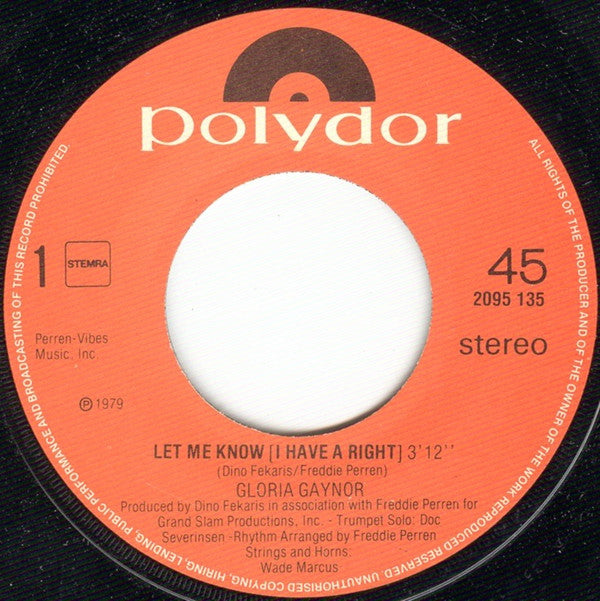 polydor
1
STEMRA
45
2095 135
stereo
Perren-Vibes
Music, Inc.
℗ 1979
LET ME KNOW [I HAVE A RIGHT] 3'12''
(Dino Fekaris/Freddie Perren)
GLORIA GAYNOR
Produced by Dino Fekaris in association with Freddie Perren for
Grand Slam Productions, Inc. - Trumpet Solo: Doc
Severinsen -Rhythm Arranged by Freddie Perren
Strings and Horns:
Wade Marcus
ALL RIGHTS OF THE PRODUCER AND OF THE OWNER OF THE WORK REPRODUCED RESERVED. UNAUTHORISED COPYING, HIRING, LENDING, PUBLIC PERFORMANCE AND BROADCASTING OF THIS RECORD PROHIBITED.